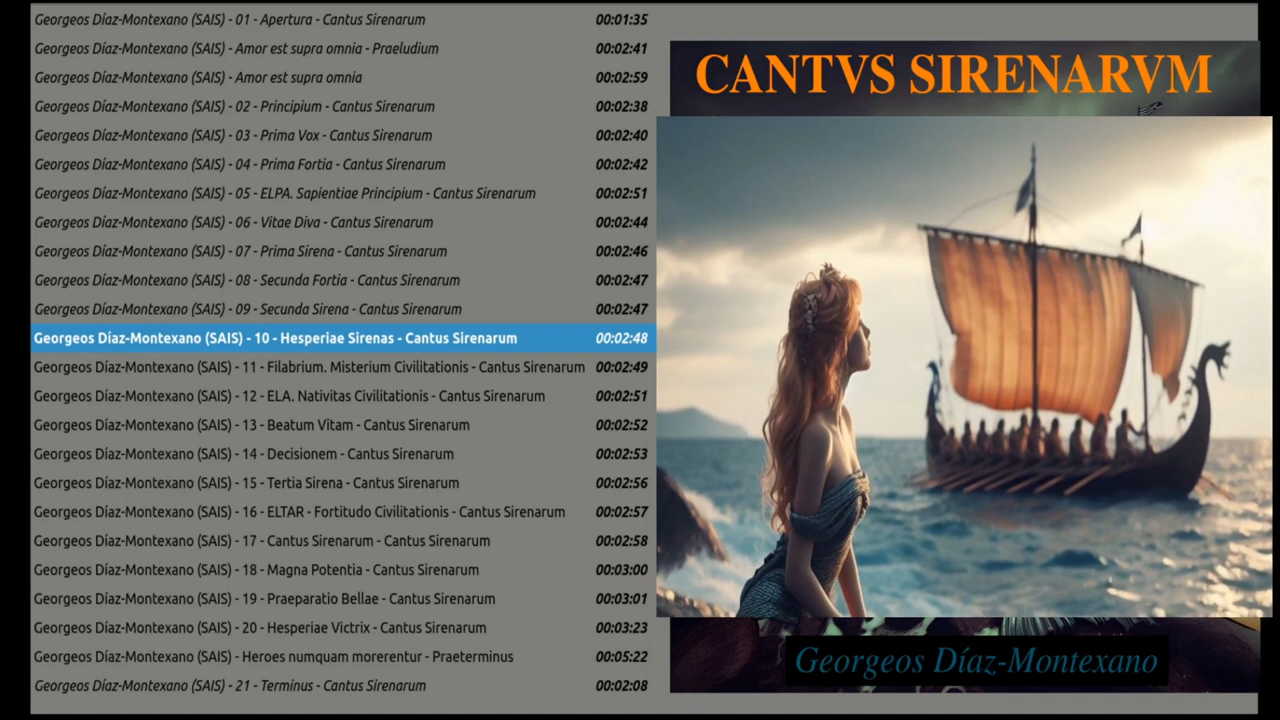 Georgeos Díaz-Montexano (SAIS) - 01 - Apertura - Cantus Sirenarum 00:01:35
Georgeos Díaz-Montexano (SAIS) - Amor est supra omnia - Praeludium 00:02:41
Georgeos Díaz-Montexano (SAIS) - Amor est supra omnia 00:02:59
Georgeos Díaz-Montexano (SAIS) - 02 - Principium - Cantus Sirenarum 00:02:38
Georgeos Díaz-Montexano (SAIS) - 03 - Prima Vox - Cantus Sirenarum 00:02:40
Georgeos Díaz-Montexano (SAIS) - 04 - Prima Fortia - Cantus Sirenarum 00:02:42
Georgeos Díaz-Montexano (SAIS) - 05 - ELPA. Sapientiae Principium - Cantus Sirenarum 00:02:51
Georgeos Díaz-Montexano (SAIS) - 06 - Vitae Diva - Cantus Sirenarum 00:02:44
Georgeos Díaz-Montexano (SAIS) - 07 - Prima Sirena - Cantus Sirenarum 00:02:46
Georgeos Díaz-Montexano (SAIS) - 08 - Secunda Fortia - Cantus Sirenarum 00:02:47
Georgeos Díaz-Montexano (SAIS) - 09 - Secunda Sirena - Cantus Sirenarum 00:02:47
Georgeos Díaz-Montexano (SAIS) - 10 - Hesperiae Sirenas - Cantus Sirenarum 00:02:48
Georgeos Díaz-Montexano (SAIS) - 11 - Filabrium. Misterium Civilitationis - Cantus Sirenarum 00:02:49
Georgeos Díaz-Montexano (SAIS) - 12 - ELA. Nativitas Civilitationis - Cantus Sirenarum 00:02:51
Georgeos Díaz-Montexano (SAIS) - 13 - Beatum Vitam - Cantus Sirenarum 00:02:52
Georgeos Díaz-Montexano (SAIS) - 14 - Decisionem - Cantus Sirenarum 00:02:53
Georgeos Díaz-Montexano (SAIS) - 15 - Tertia Sirena - Cantus Sirenarum 00:02:56
Georgeos Díaz-Montexano (SAIS) - 16 - ELTAR - Fortitudo Civilitationis - Cantus Sirenarum 00:02:57
Georgeos Díaz-Montexano (SAIS) - 17 - Cantus Sirenarum - Cantus Sirenarum 00:02:58
Georgeos Díaz-Montexano (SAIS) - 18 - Magna Potentia - Cantus Sirenarum 00:03:00
Georgeos Díaz-Montexano (SAIS) - 19 - Praeparatio Bellae - Cantus Sirenarum 00:03:01
Georgeos Díaz-Montexano (SAIS) - 20 - Hesperiae Victrix - Cantus Sirenarum 00:03:23
Georgeos Díaz-Montexano (SAIS) - Heroes numquam morerentur - Praeterminus 00:05:22
Georgeos Díaz-Montexano (SAIS) - 21 - Terminus - Cantus Sirenarum 00:02:08
CANTVS SIRENARVM
Georgeos Díaz-Montexano